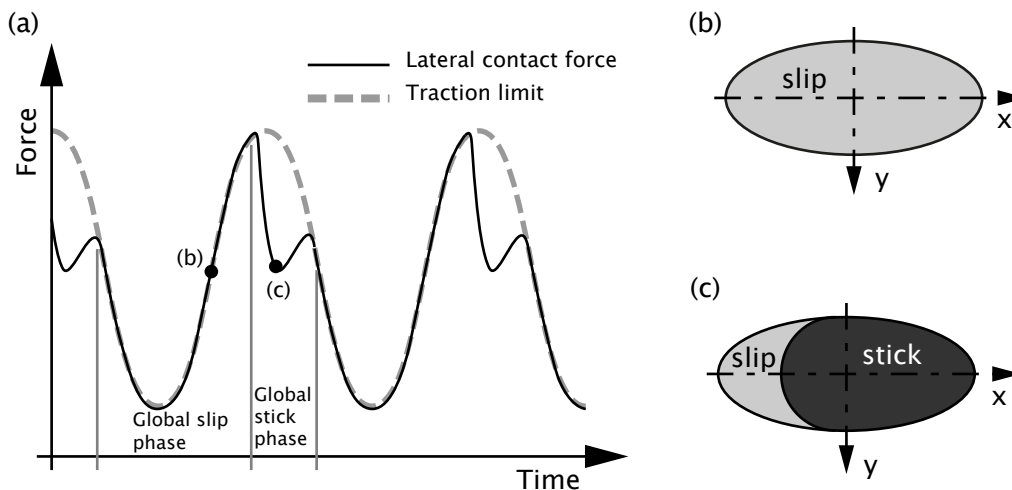 (a)
Lateral contact force
Traction limit
Force
(b)
(c)
Global slip
phase
Global
stick
phase
Time
(b)
slip
x
y
(c)
slip
stick
x
y